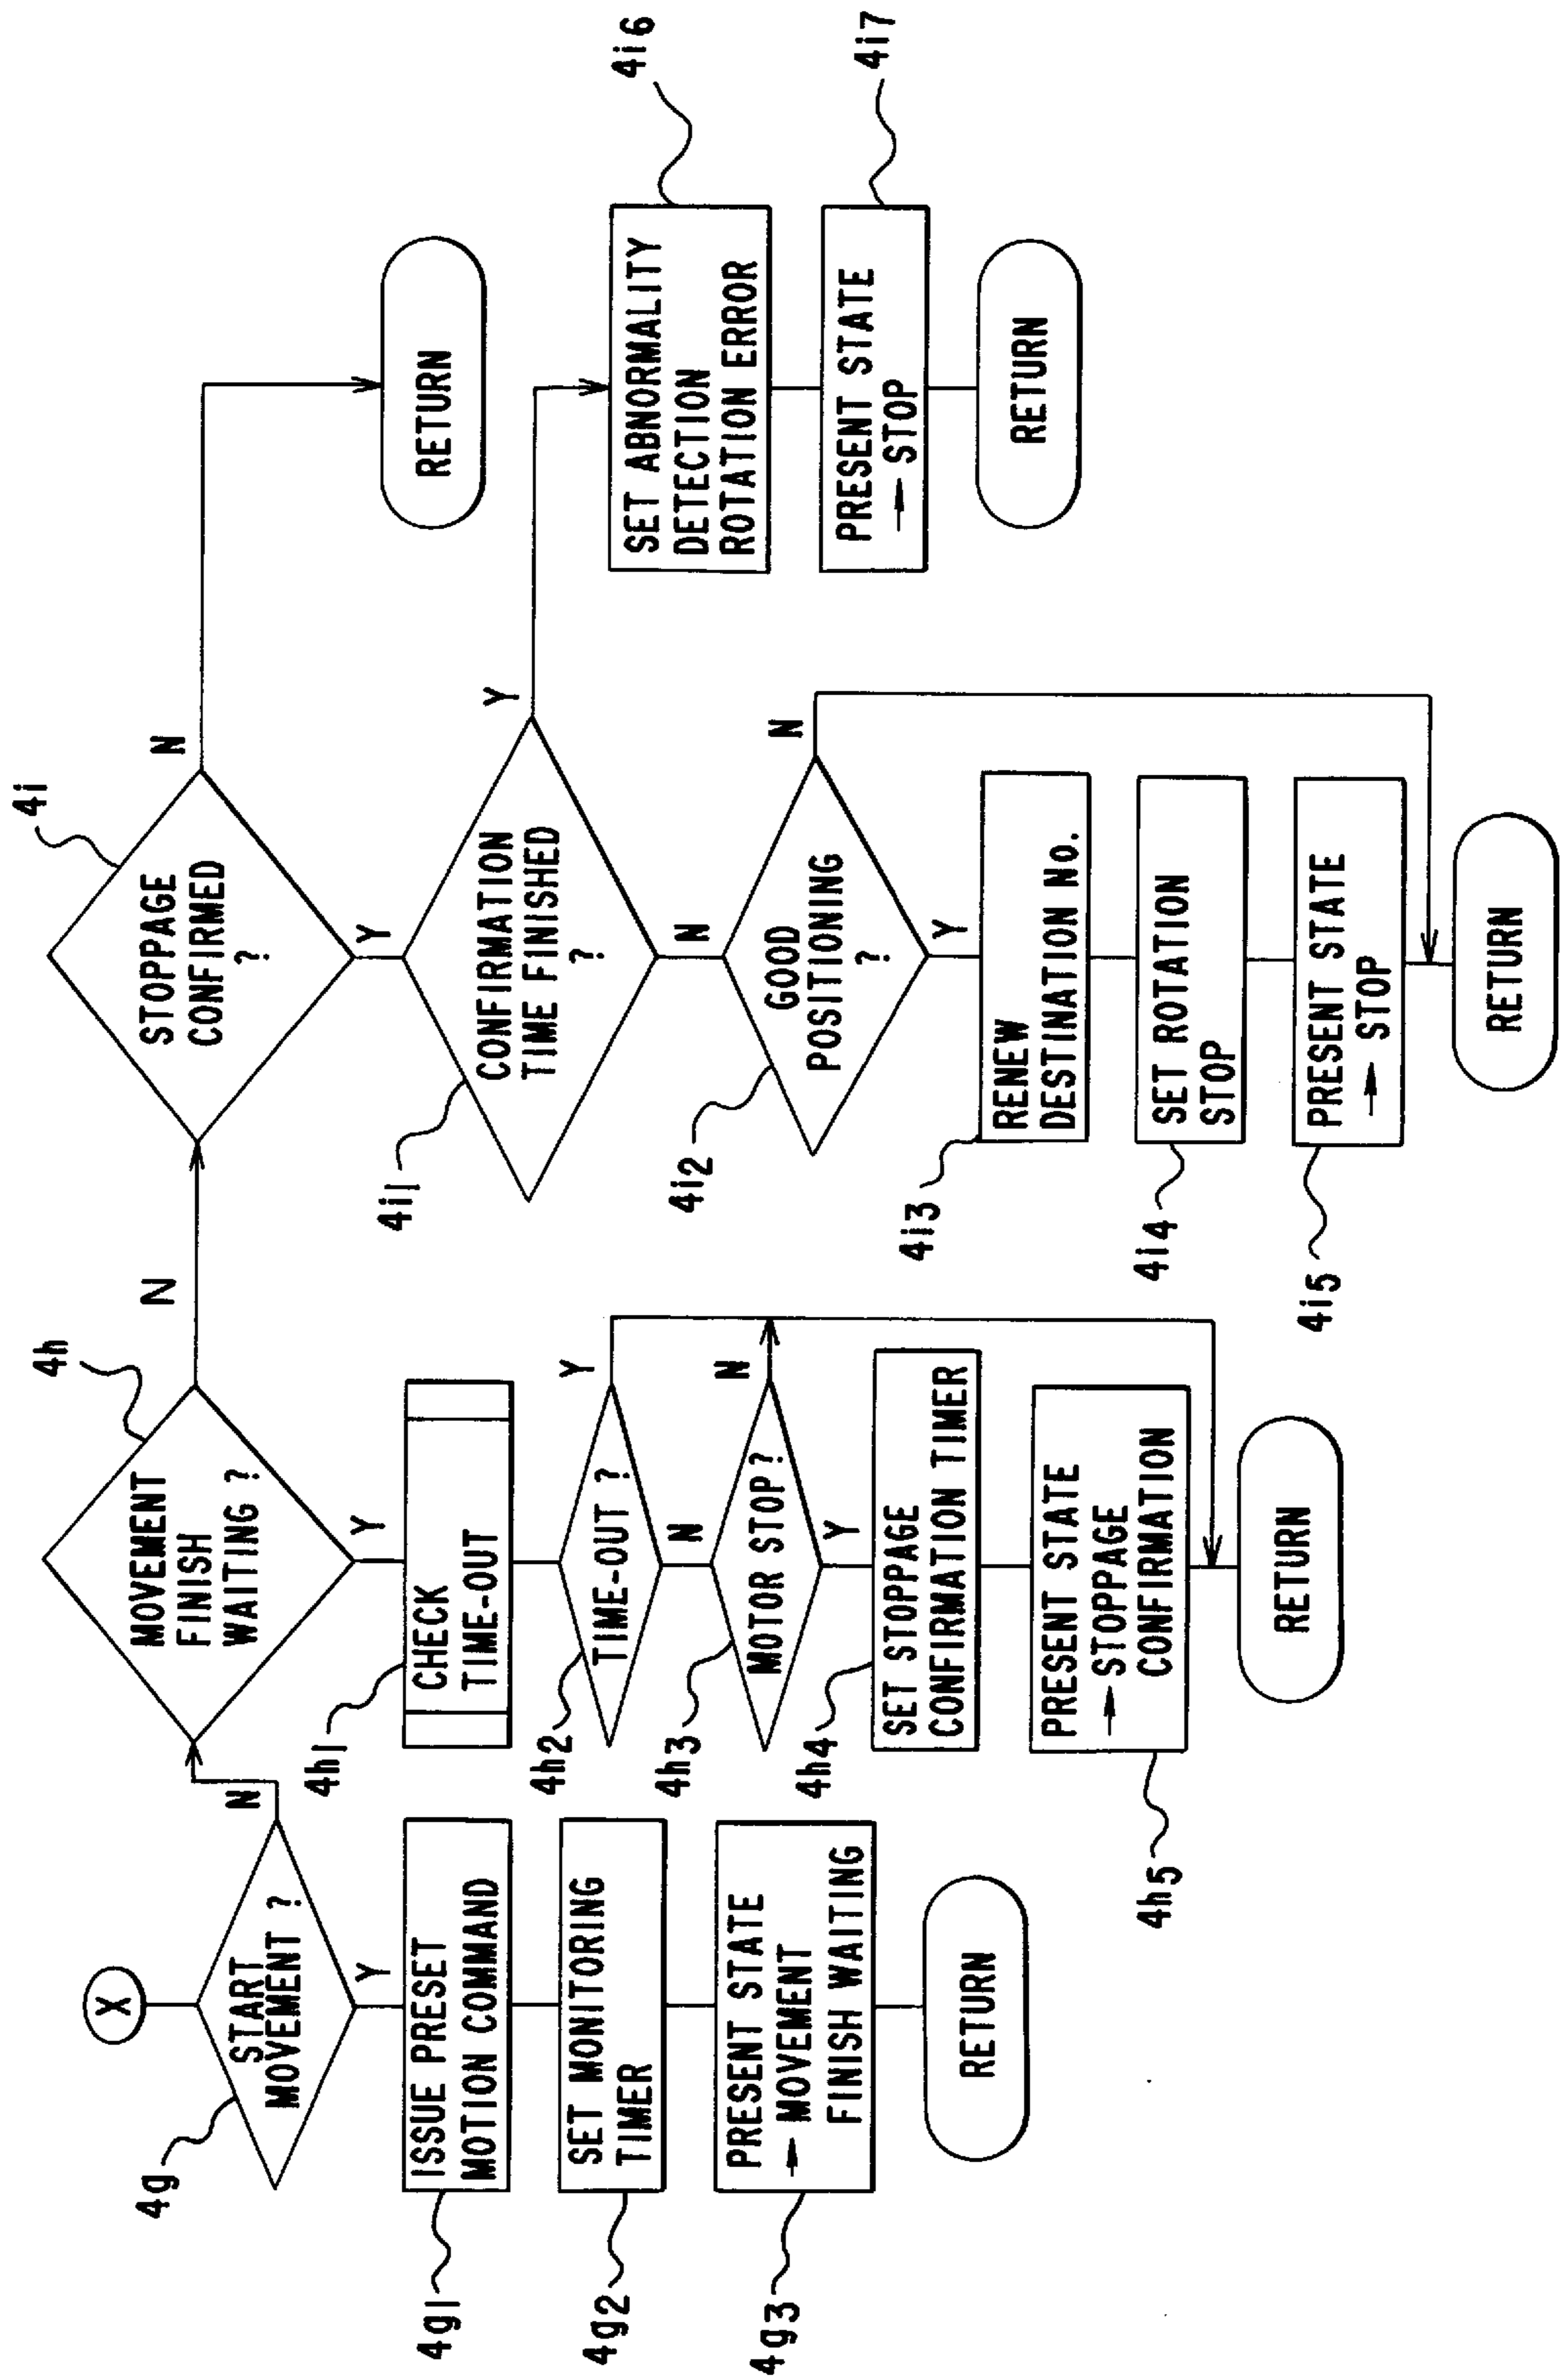 X
4g
START
MOVEMENT ?
N
Y
4g1
ISSUE PRESET
MOTION COMMAND
4g2
SET MONITORING
TIMER
4g3
PRESENT STATE
→ MOVEMENT
FINISH WAITING
RETURN
4h
MOVEMENT
FINISH
WAITING ?
N
Y
4h1
CHECK
TIME-OUT
4h2
TIME-OUT ?
Y
N
4h3
MOTOR STOP?
N
Y
4h4
SET STOPPAGE
CONFIRMATION TIMER
4h5
PRESENT STATE
→ STOPPAGE
CONFIRMATION
RETURN
4i
STOPPAGE
CONFIRMED
?
N
Y
RETURN
4i1
CONFIRMATION
TIME FINISHED
?
Y
N
4i2
GOOD
POSITIONING
?
N
Y
4i3
RENEW
DESTINATION No.
4i4
SET ROTATION
STOP
4i5
PRESENT STATE
→ STOP
RETURN
4i6
SET ABNORMALITY
DETECTION
ROTATION ERROR
4i7
PRESENT STATE
→ STOP
RETURN